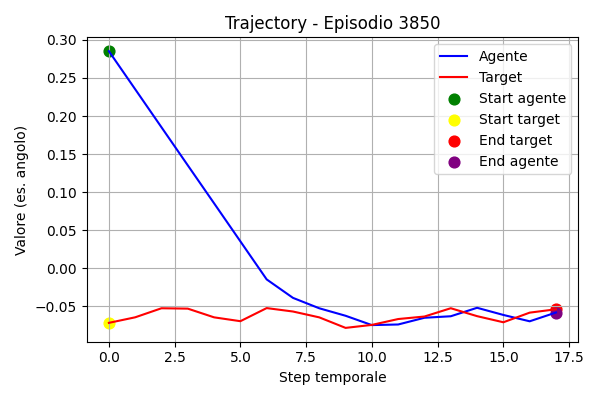 Trajectory - Episodio 3850
Valore (es. angolo)
0.30
0.25
0.20
0.15
0.10
0.05
0.00
−0.05
Agente
Target
Start agente
Start target
End target
End agente
0.0 2.5 5.0 7.5 10.0 12.5 15.0 17.5
Step temporale